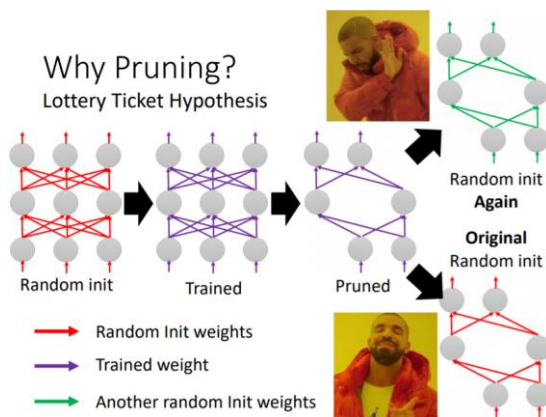 Why Pruning?
Lottery Ticket Hypothesis
Random init
Trained
Pruned
Random init
Again
Original
Random init
Random Init weights
Trained weight
Another random Init weights